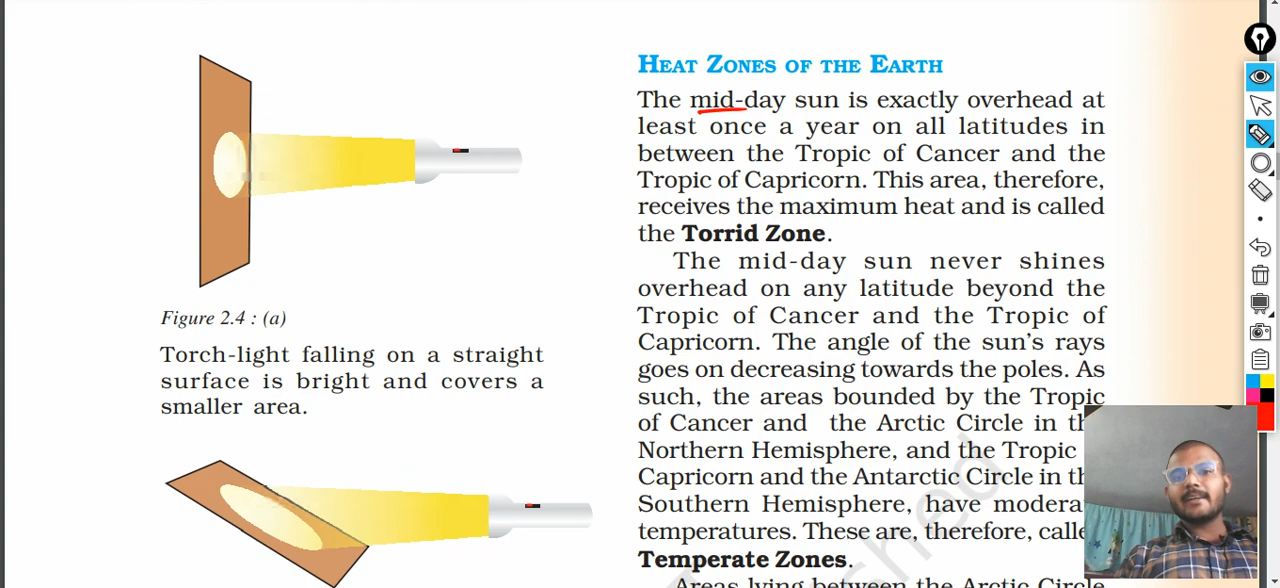 Figure 2.4 : (a)
Torch-light falling on a straight
surface is bright and covers a
smaller area.
HEAT ZONES OF THE EARTH
The mid-day sun is exactly overhead at
least once a year on all latitudes in
between the Tropic of Cancer and the
Tropic of Capricorn. This area, therefore,
receives the maximum heat and is called
the Torrid Zone.
The mid-day sun never shines
overhead on any latitude beyond the
Tropic of Cancer and the Tropic of
Capricorn. The angle of the sun's rays
goes on decreasing towards the poles. As
such, the areas bounded by the Tropic
of Cancer and the Arctic Circle in
Northern Hemisphere, and the Tropic
Capricorn and the Antarctic Circle in
Southern Hemisphere, have
temperatures. These are, therefore,
Temperate Zones.
Areas lying between the Arctic Circle